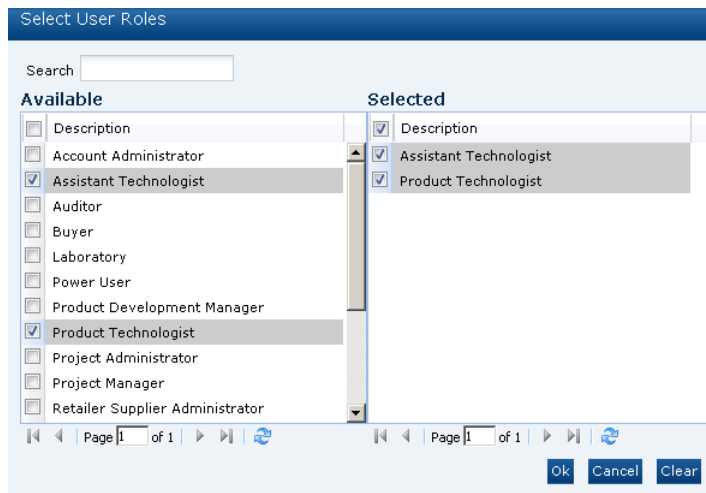 Select User Roles
Search
Available
Selected
Description
Description
Account Administrator
Assistant Technologist
Auditor
Buyer
Laboratory
Power User
Product Development Manager
Product Technologist
Project Administrator
Project Manager
Retailer Supplier Administrator
Assistant Technologist
Product Technologist
Page 1 of 1
Page 1 of 1
Ok Cancel Clear